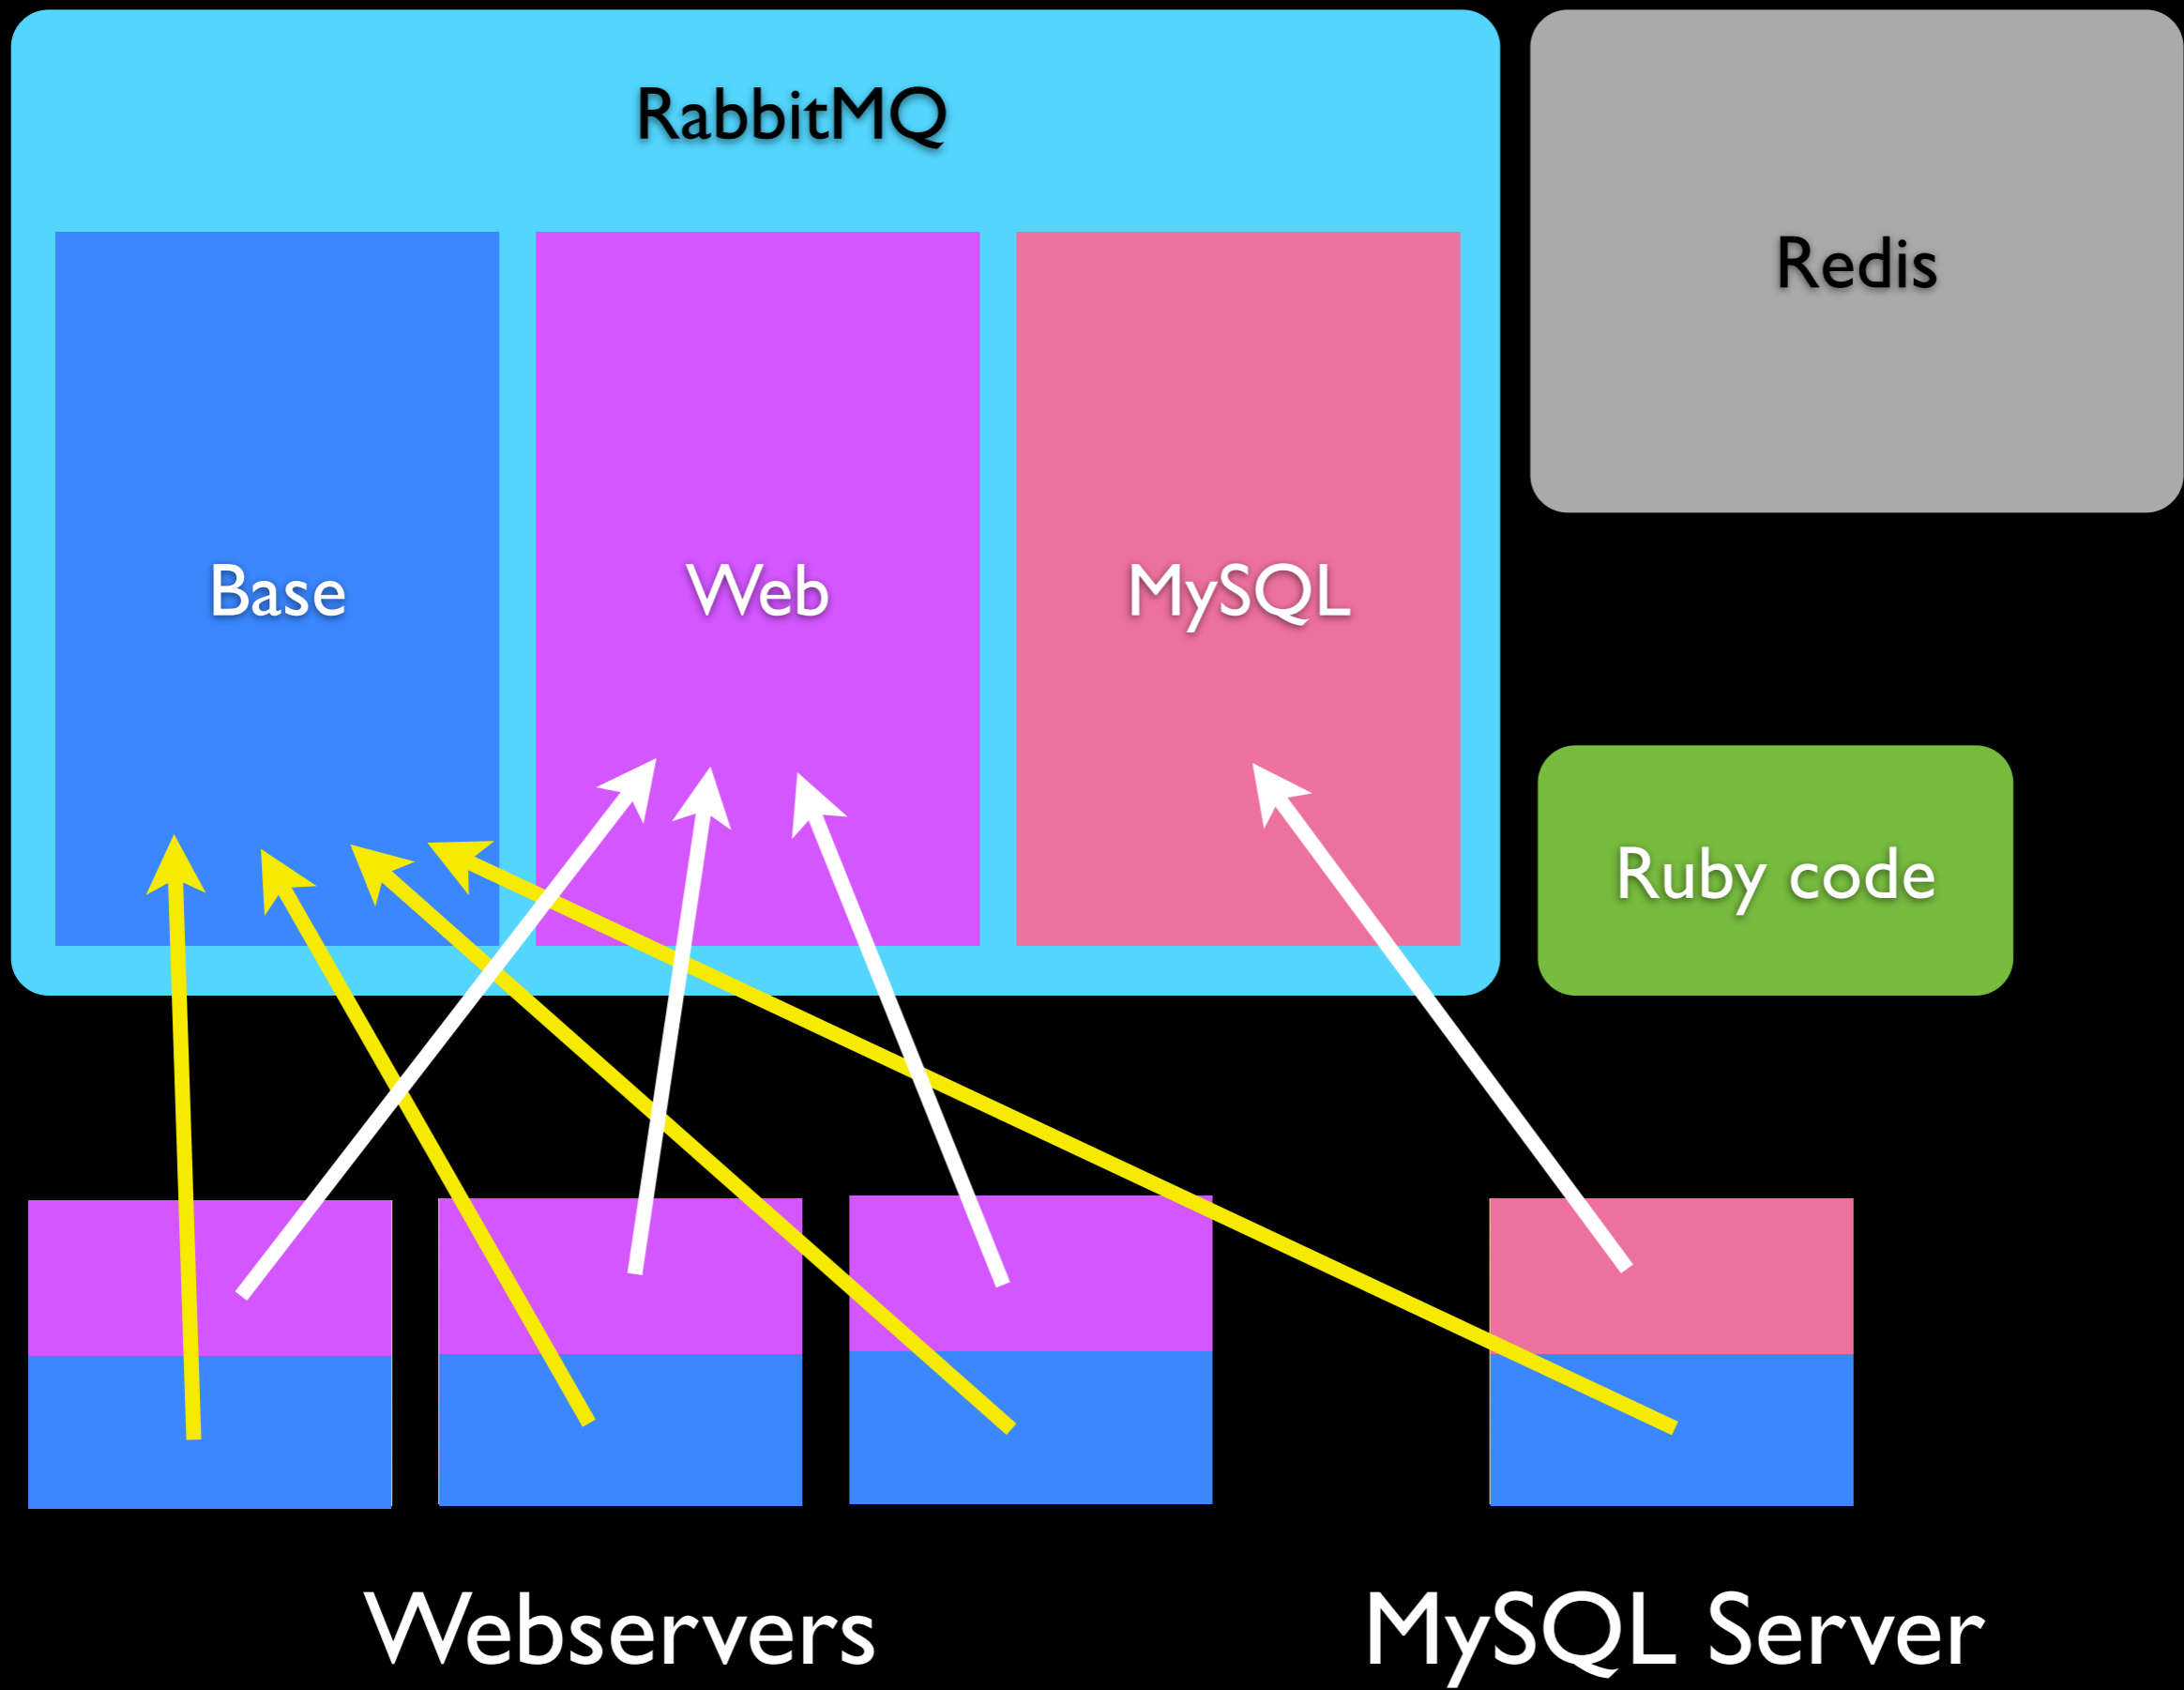 RabbitMQ
Redis
Base
Web
MySQL
Ruby code
Webservers
MySQL Server